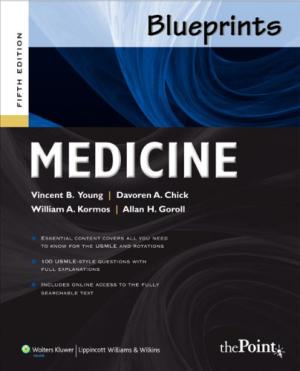 Blueprints
FIFTH EDITION
MEDICINE
Vincent B. Young | Davoren A. Chick
William A. Kormos | Allan H. Goroll
ESSENTIAL CONTENT COVERS ALL YOU NEED
TO KNOW FOR THE USMLE AND ROTATIONS
100 USMLE-STYLE QUESTIONS WITH
FULL EXPLANATIONS
INCLUDES ONLINE ACCESS TO THE FULLY
SEARCHABLE TEXT
Wolters Kluwer | Lippincott Williams & Wilkins
Health
thePoint